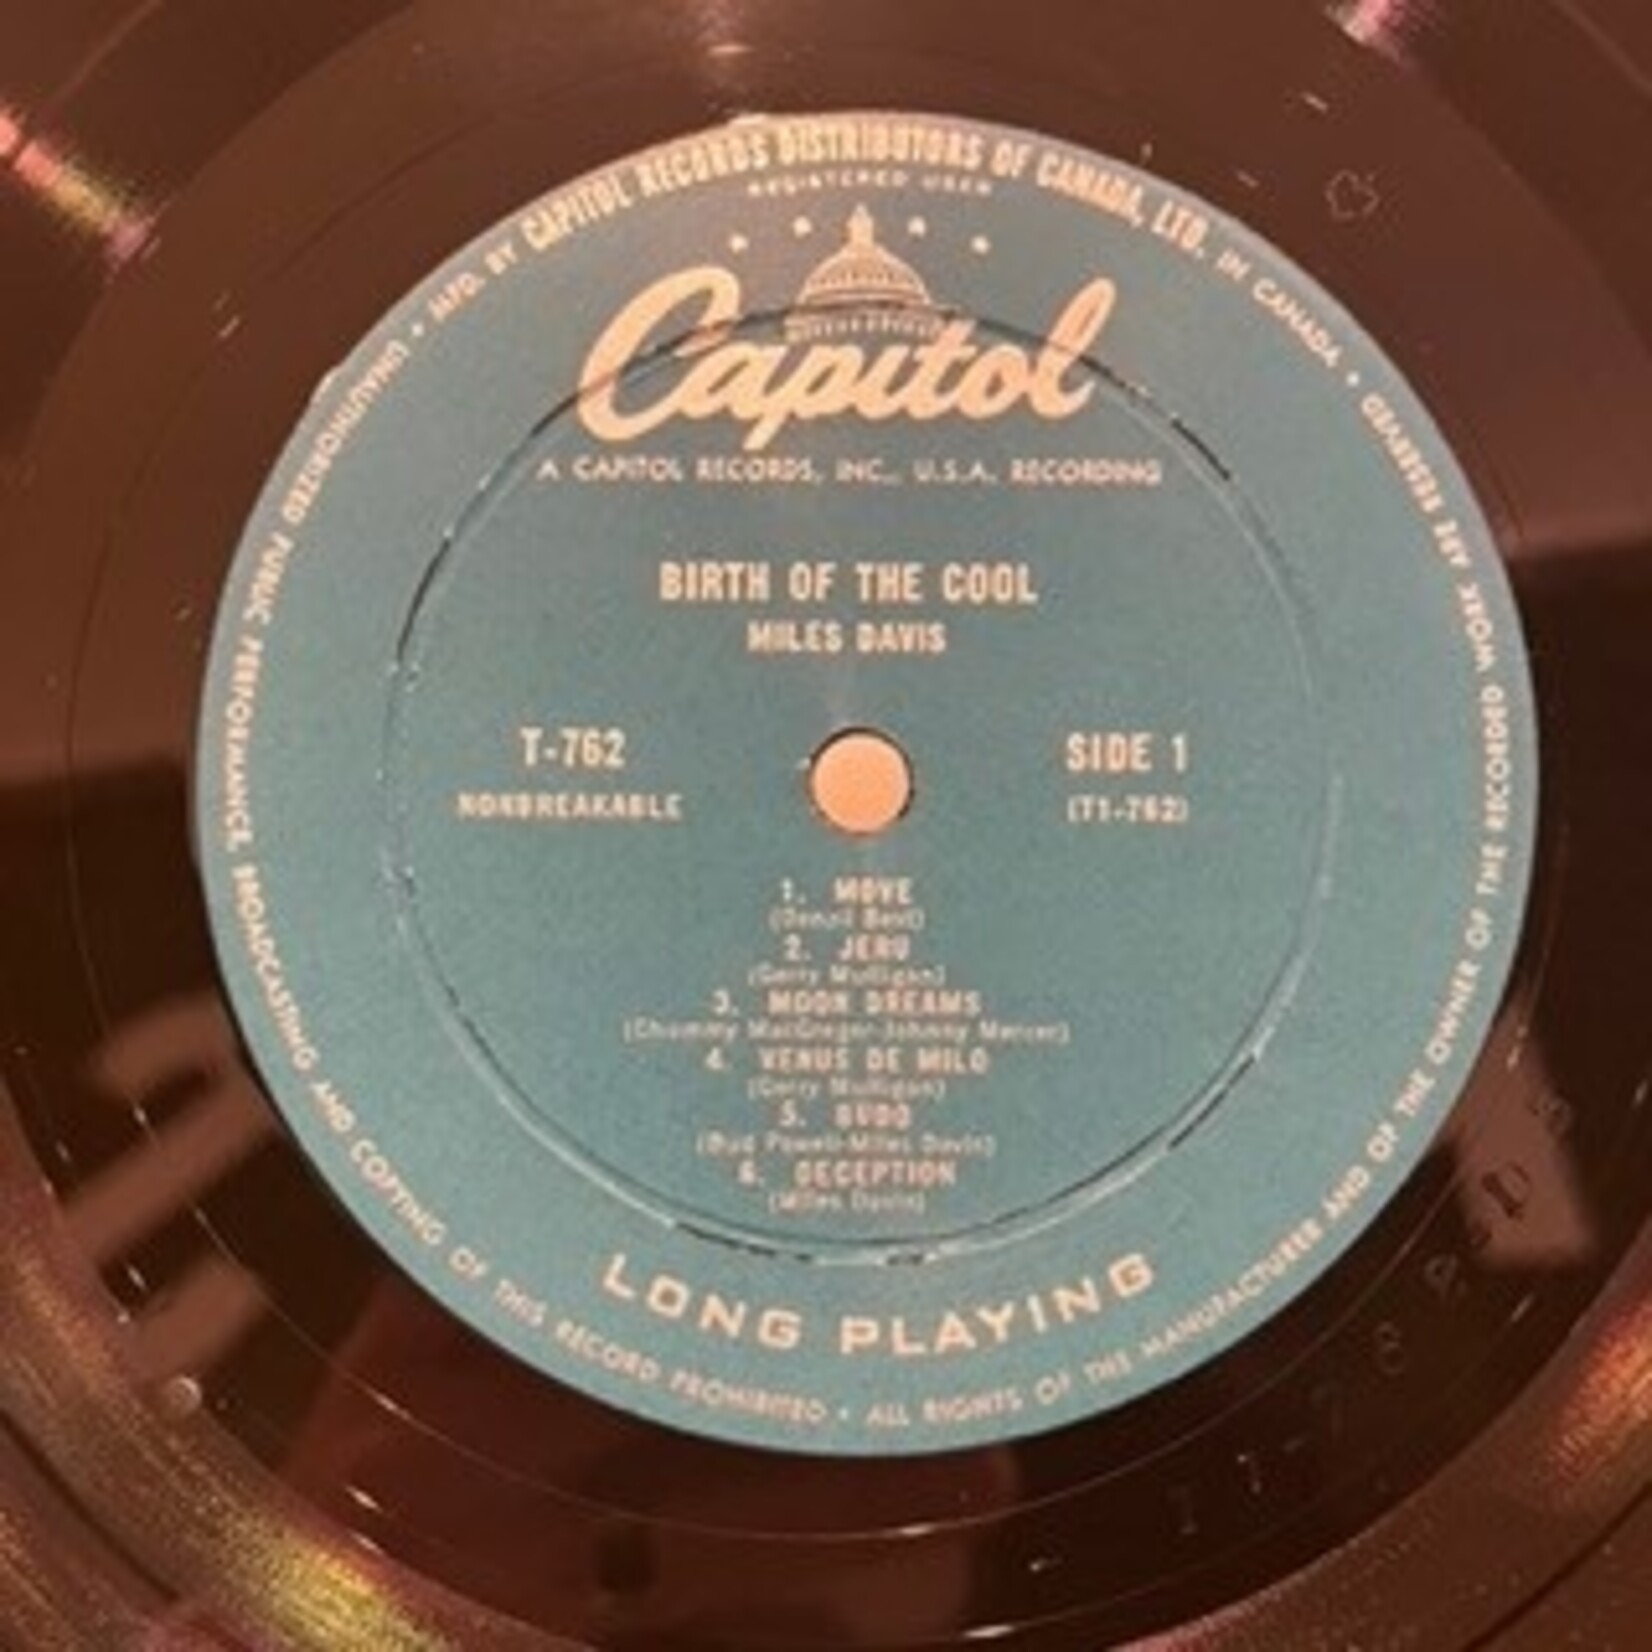 MFD. BY CAPITOL RECORDS DISTRIBUTORS OF CANADA, LTD. IN CANADA •
REGISTERED USER
Capitol
A CAPITOL RECORDS, INC., U.S.A. RECORDING
BIRTH OF THE COOL
MILES DAVIS
T-762
NONBREAKABLE
SIDE 1
(T1-762)
1. MOVE
(Denzil Best)
2. JERU
(Gerry Mulligan)
3. MOON DREAMS
(Chummy MacGregor-Johnny Mercer)
4. VENUS DE MILO
(Gerry Mulligan)
5. BUDO
(Bud Powell-Miles Davis)
6. DECEPTION
(Miles Davis)
LONG PLAYING
UNAUTHORIZED PUBLIC PERFORMANCE, BROADCASTING AND COPYING OF THIS RECORD PROHIBITED • ALL RIGHTS OF THE MANUFACTURER AND OF THE OWNER OF THE RECORDED WORK ARE RESERVED